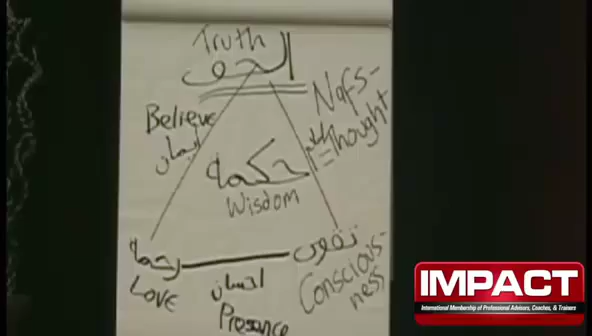 Truth
الحق
Believe
ايمان
Nafs-
=Thought
حكمة
Wisdom
رحمة
Love
احسان
Presence
تقوى
Conscious-
ness
IMPACT
International Membership of Professional Advisors, Coaches, & Trainers